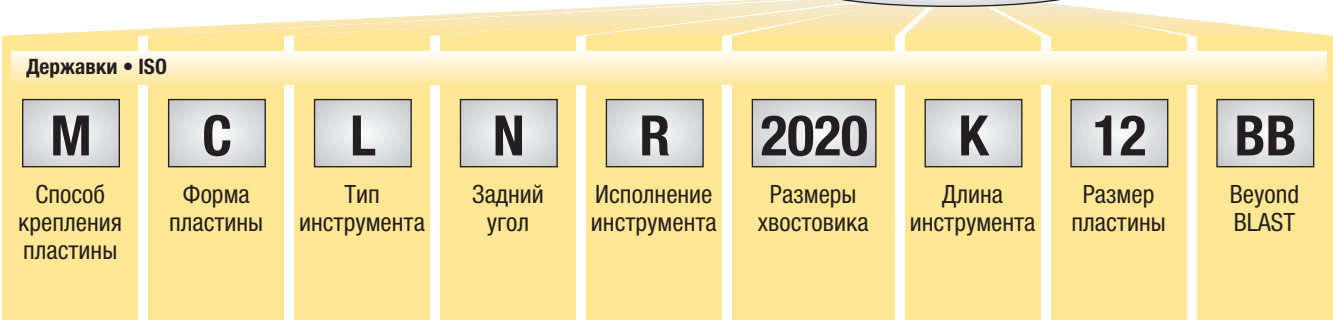 Державки • ISO
M
C
L
N
R
2020
K
12
BB
Способ
крепления
пластины
Форма
пластины
Тип
инструмента
Задний
угол
Исполнение
инструмента
Размеры
хвостовика
Длина
инструмента
Размер
пластины
Beyond
BLAST